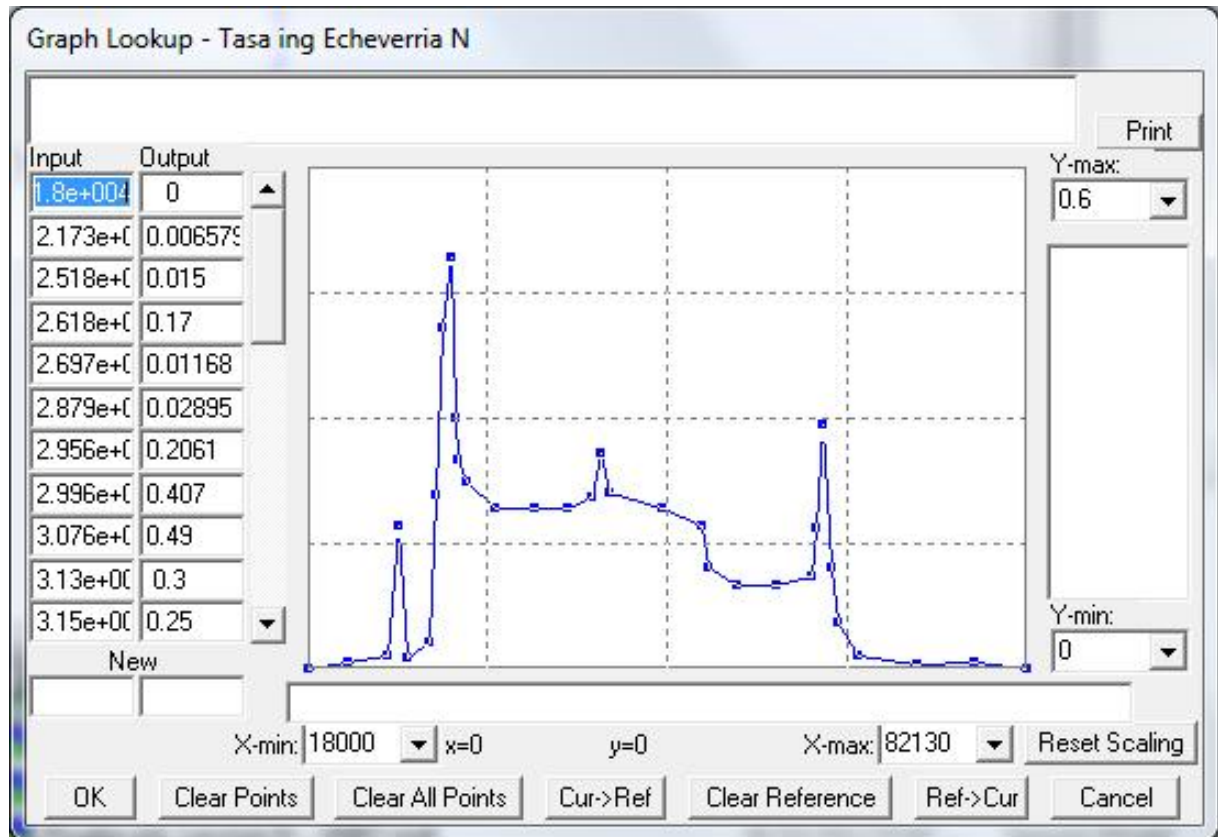 Graph Lookup - Tasa ing Echeverria N
Print
Input Output
1.8e+004 0
2.173e+0 0.006579
2.518e+0 0.015
2.618e+0 0.17
2.697e+0 0.01168
2.879e+0 0.02895
2.956e+0 0.2061
2.996e+0 0.407
3.076e+0 0.49
3.13e+00 0.3
3.15e+00 0.25
New
Y-max:
0.6
Y-min:
0
X-min: 18000 x=0 y=0 X-max: 82130 Reset Scaling
OK Clear Points Clear All Points Cur->Ref Clear Reference Ref->Cur Cancel